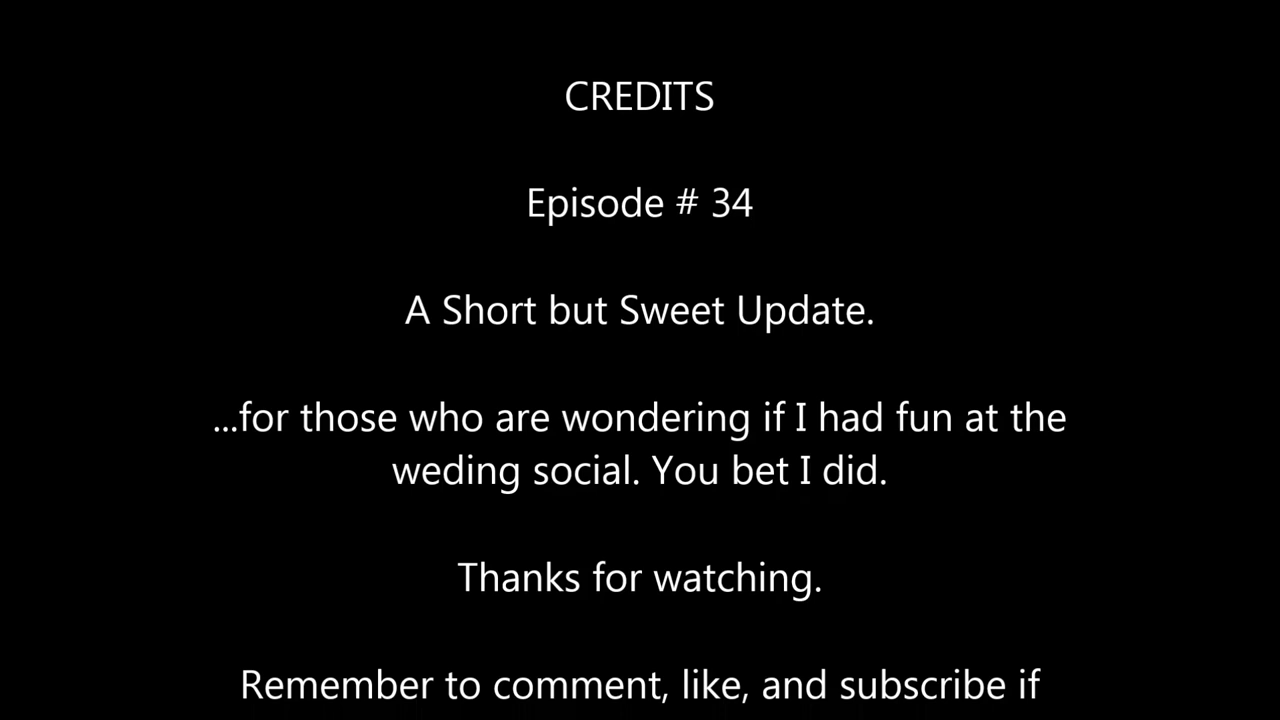 CREDITS
Episode # 34
A Short but Sweet Update.
...for those who are wondering if I had fun at the
weding social. You bet I did.
Thanks for watching.
Remember to comment, like, and subscribe if